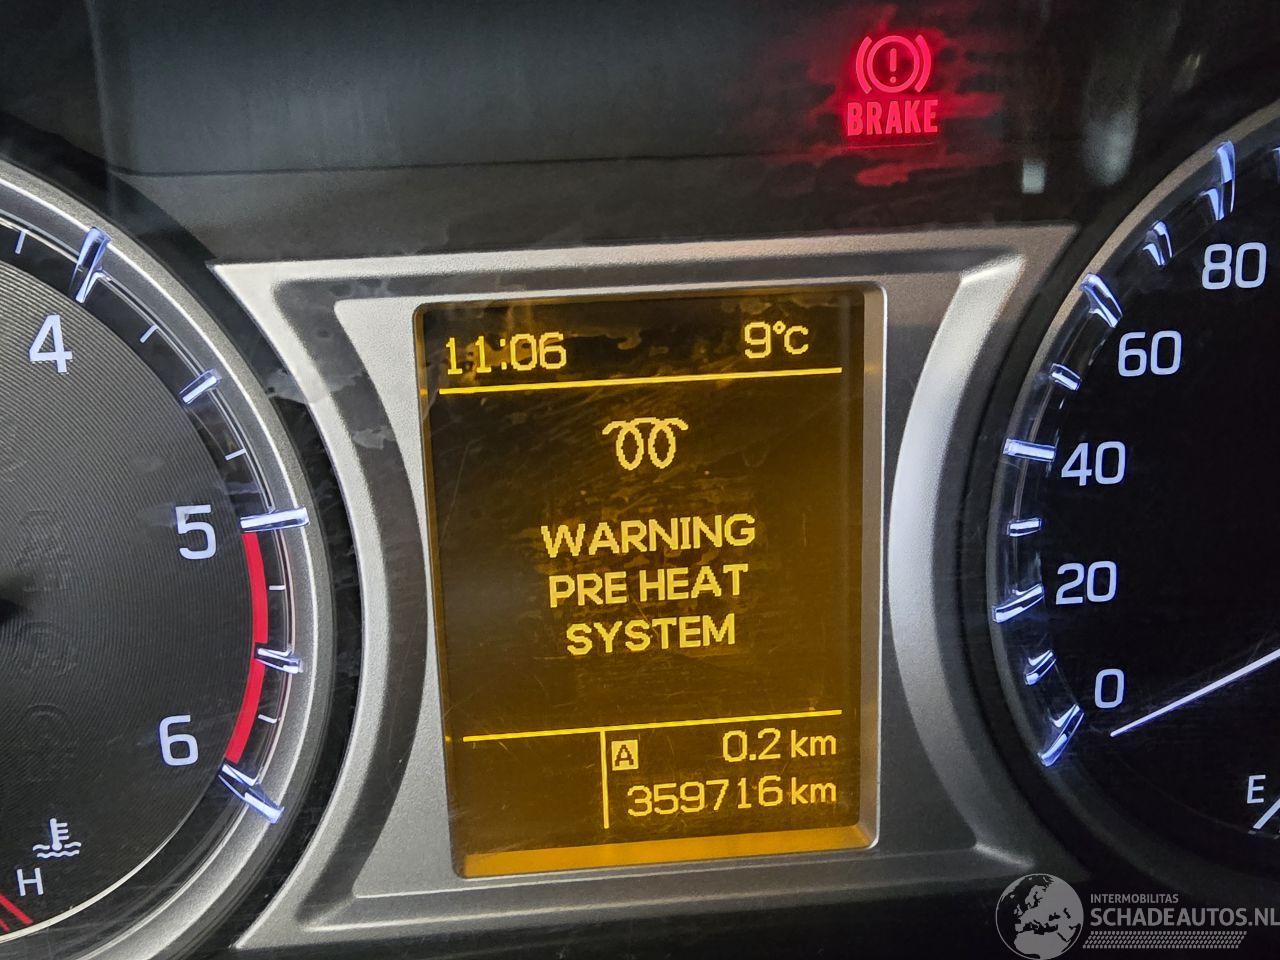 BRAKE
11:06 9°C
WARNING
PRE HEAT
SYSTEM
A 0.2 km
359716 km
4
5
6
H
80
60
40
20
0
E
INTERMOBILITAS
SCHADEAUTOS.NL